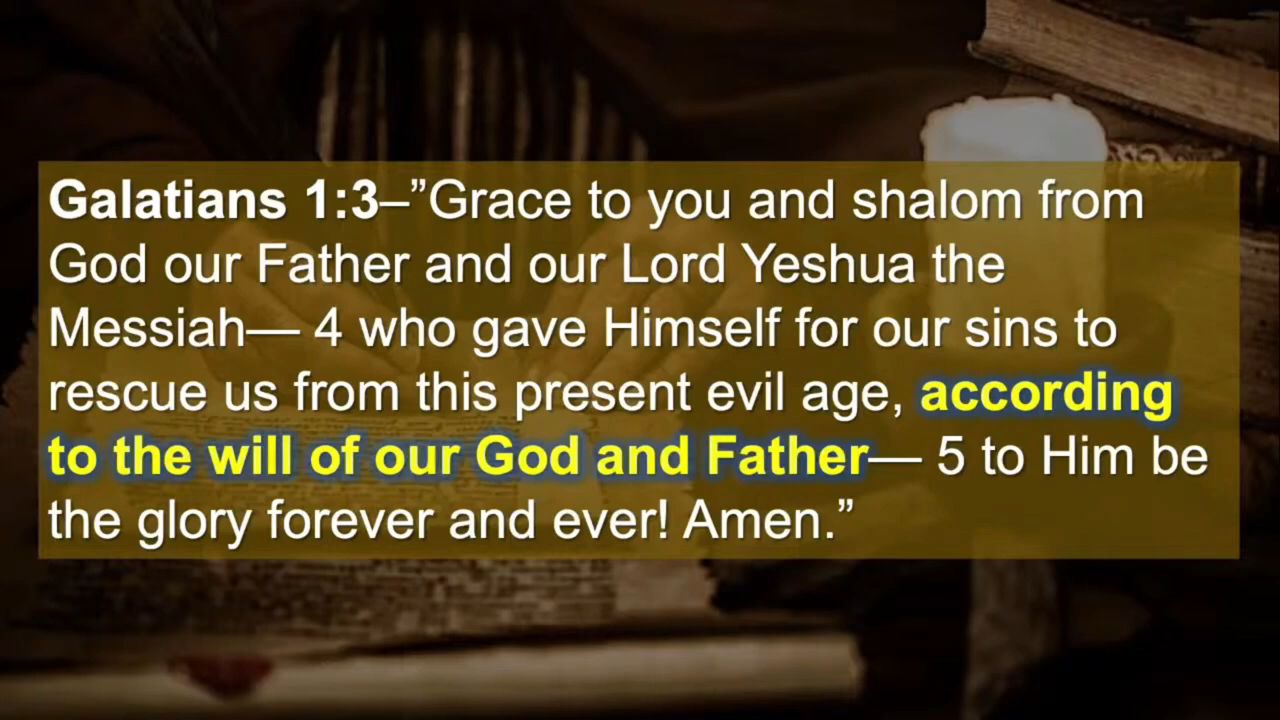 Galatians 1:3–”Grace to you and shalom from
God our Father and our Lord Yeshua the
Messiah— 4 who gave Himself for our sins to
rescue us from this present evil age, according
to the will of our God and Father— 5 to Him be
the glory forever and ever! Amen.”